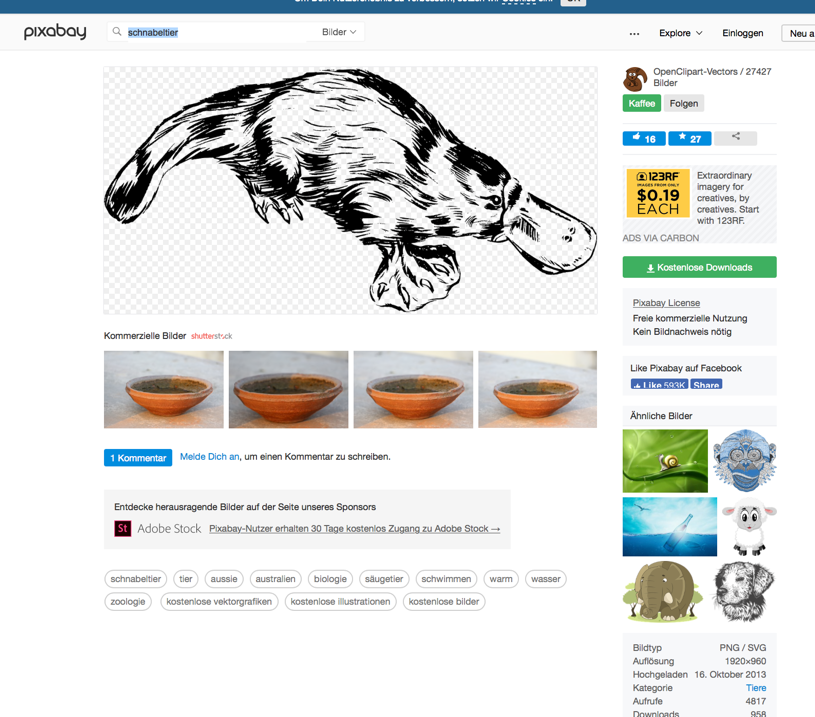 pixabay
schnabeltier
Bilder
Explore
Einloggen
Neu a
OpenClipart-Vectors / 27427
Bilder
Kaffee
Folgen
16
27
123RF
IMAGES FROM ONLY
$0.19
EACH
Extraordinary
imagery for
creatives, by
creatives. Start
with 123RF.
ADS VIA CARBON
Kostenlose Downloads
Pixabay License
Freie kommerzielle Nutzung
Kein Bildnachweis nötig
Kommerzielle Bilder shutterstock
Like Pixabay auf Facebook
Like 593K
Share
Ähnliche Bilder
1 Kommentar
Melde Dich an, um einen Kommentar zu schreiben.
Entdecke herausragende Bilder auf der Seite unseres Sponsors
St Adobe Stock Pixabay-Nutzer erhalten 30 Tage kostenlos Zugang zu Adobe Stock →
schnabeltier tier aussie australien biologie säugetier schwimmen warm wasser
zoologie kostenlose vektorgrafiken kostenlose illustrationen kostenlose bilder
Bildtyp PNG / SVG
Auflösung 1920×960
Hochgeladen 16. Oktober 2013
Kategorie Tiere
Aufrufe 4817
Downloads 958